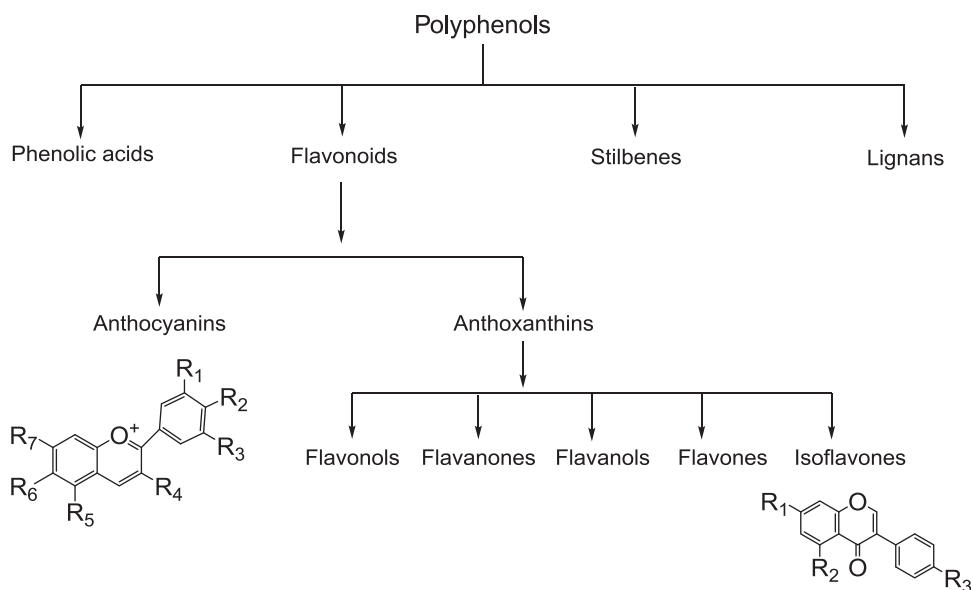 Polyphenols
Phenolic acids
Flavonoids
Stilbenes
Lignans
Anthocyanins
Anthoxanthins
R1
R2
R3
R4
R5
R6
R7
O+
Flavonols
Flavanones
Flavanols
Flavones
Isoflavones
R1
O
R2
O
R3